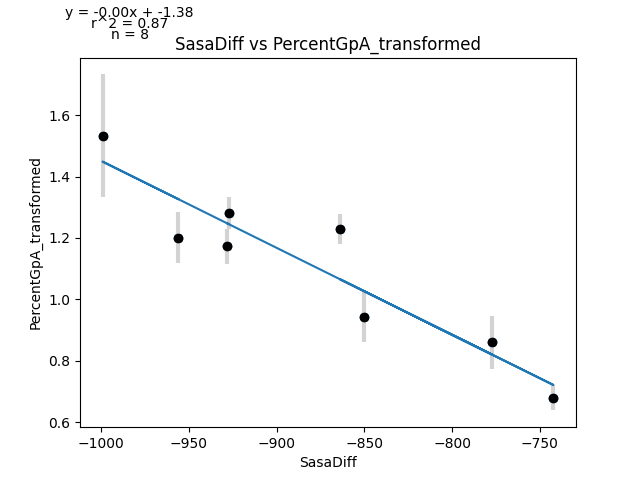 y = -0.00x + -1.38
r^2 = 0.87
n = 8
SasaDiff vs PercentGpA_transformed
PercentGpA_transformed
1.6
1.4
1.2
1.0
0.8
0.6
−1000 −950 −900 −850 −800 −750
SasaDiff